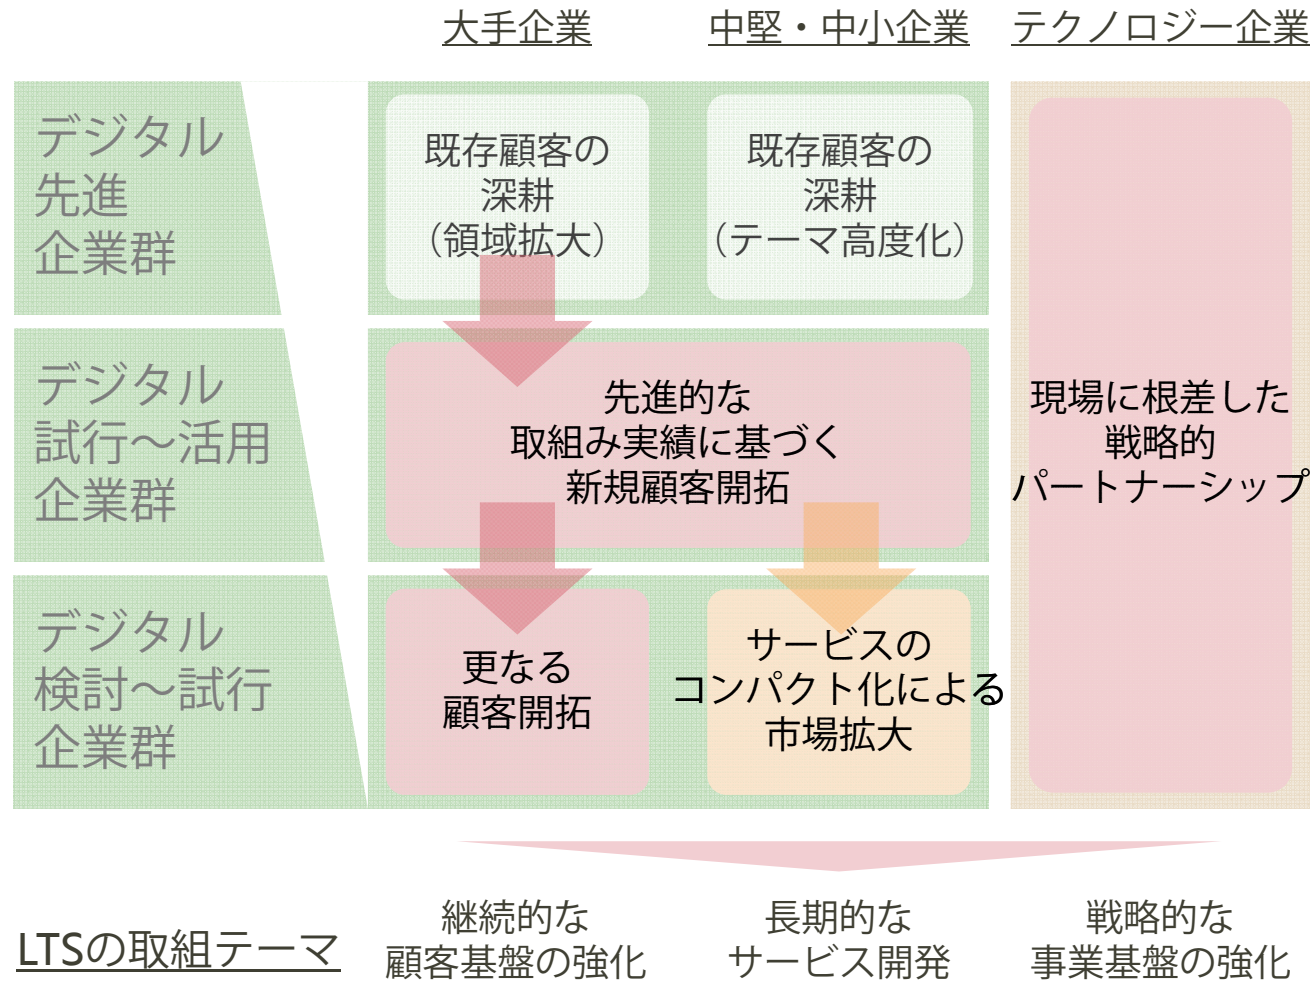 大手企業
中堅・中小企業
テクノロジー企業
デジタル
先進
企業群
既存顧客の
深耕
（領域拡大）
既存顧客の
深耕
（テーマ高度化）
デジタル
試行～活用
企業群
先進的な
取組み実績に基づく
新規顧客開拓
現場に根差した
戦略的
パートナーシップ
デジタル
検討～試行
企業群
更なる
顧客開拓
サービスの
コンパクト化による
市場拡大
LTSの取組テーマ
継続的な
顧客基盤の強化
長期的な
サービス開発
戦略的な
事業基盤の強化